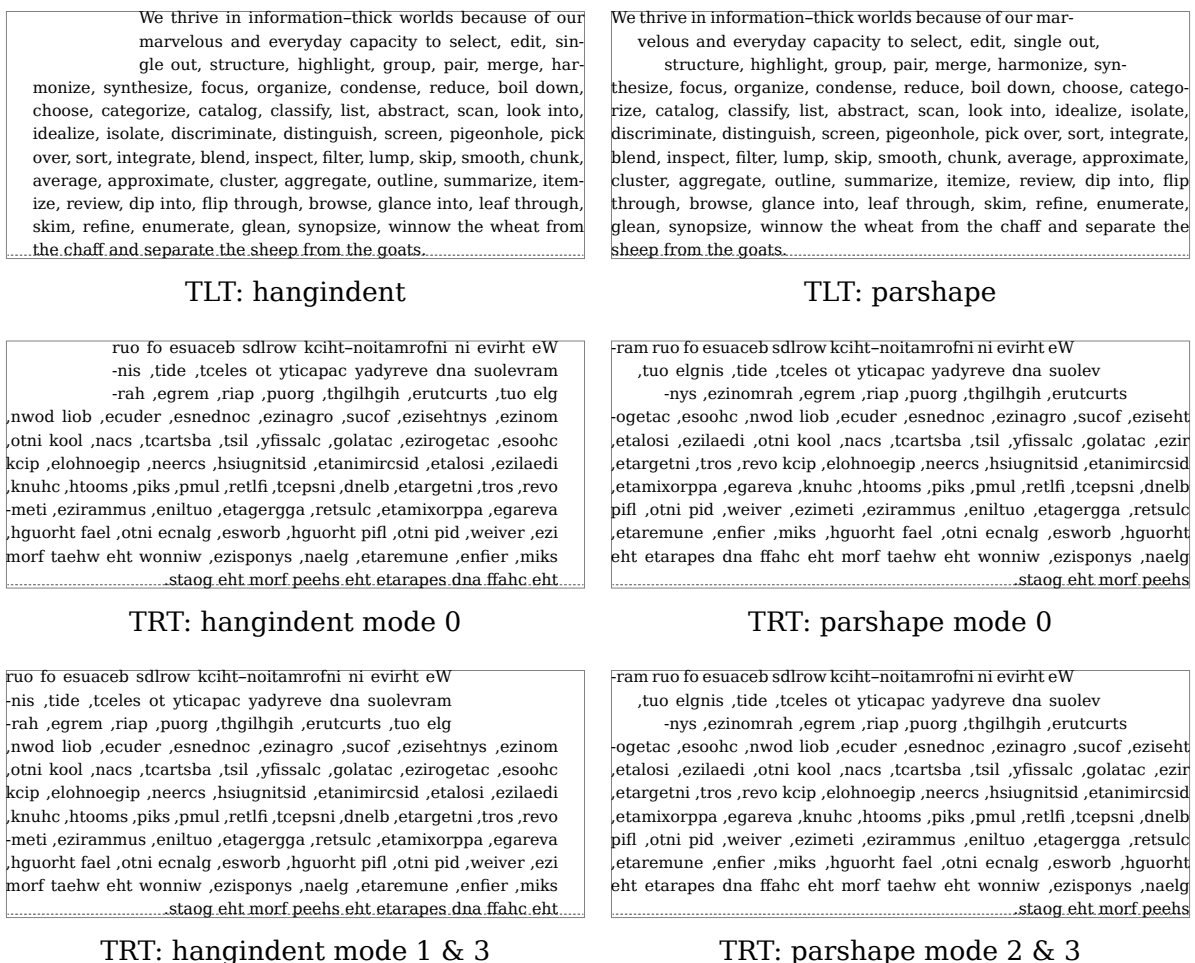 We thrive in information–thick worlds because of our
marvelous and everyday capacity to select, edit, sin-
gle out, structure, highlight, group, pair, merge, har-
monize, synthesize, focus, organize, condense, reduce, boil down,
choose, categorize, catalog, classify, list, abstract, scan, look into,
idealize, isolate, discriminate, distinguish, screen, pigeonhole, pick
over, sort, integrate, blend, inspect, filter, lump, skip, smooth, chunk,
average, approximate, cluster, aggregate, outline, summarize, item-
ize, review, dip into, flip through, browse, glance into, leaf through,
skim, refine, enumerate, glean, synopsize, winnow the wheat from
the chaff and separate the sheep from the goats.
TLT: hangindent
We thrive in information–thick worlds because of our mar-
velous and everyday capacity to select, edit, single out,
structure, highlight, group, pair, merge, harmonize, syn-
thesize, focus, organize, condense, reduce, boil down, choose, catego-
rize, catalog, classify, list, abstract, scan, look into, idealize, isolate,
discriminate, distinguish, screen, pigeonhole, pick over, sort, integrate,
blend, inspect, filter, lump, skip, smooth, chunk, average, approximate,
cluster, aggregate, outline, summarize, itemize, review, dip into, flip
through, browse, glance into, leaf through, skim, refine, enumerate,
glean, synopsize, winnow the wheat from the chaff and separate the
sheep from the goats.
TLT: parshape
ruo fo esuaceb sdlrow kciht–noitamrofni ni evirht eW
-nis ,tide ,tceles ot yticapac yadyreve dna suolevram
-rah ,egrem ,riap ,puorg ,thgilhgih ,erutcurts ,tuo elg
,nwod liob ,ecuder ,esnednoc ,ezinagro ,sucof ,ezisehtnys ,ezinom
,otni kool ,nacs ,tcartsba ,tsil ,yfissalc ,golatac ,ezirogetac ,esoohc
kcip ,elohnoegip ,neercs ,hsiugnitsid ,etanimircsid ,etalosi ,ezilaedi
,knuhc ,htooms ,piks ,pmul ,retlfi ,tcepsni ,dnelb ,etargetni ,tros ,revo
-meti ,ezirammus ,eniltuo ,etagergga ,retsulc ,etamixorppa ,egareva
,hguorht fael ,otni ecnalg ,esworb ,hguorht pifl ,otni pid ,weiver ,ezi
morf taehw eht wonniw ,ezisponys ,naelg ,etaremune ,enfier ,miks
.staog eht morf peehs eht etarapes dna ffahc eht
TRT: hangindent mode 0
-ram ruo fo esuaceb sdlrow kciht–noitamrofni ni evirht eW
,tuo elgnis ,tide ,tceles ot yticapac yadyreve dna suolev
-nys ,ezinomrah ,egrem ,riap ,puorg ,thgilhgih ,erutcurts
-ogetac ,esoohc ,nwod liob ,ecuder ,esnednoc ,ezinagro ,sucof ,eziseht
,etalosi ,ezilaedi ,otni kool ,nacs ,tcartsba ,tsil ,yfissalc ,golatac ,ezir
,etargetni ,tros ,revo kcip ,elohnoegip ,neercs ,hsiugnitsid ,etanimircsid
,etamixorppa ,egareva ,knuhc ,htooms ,piks ,pmul ,retlfi ,tcepsni ,dnelb
pifl ,otni pid ,weiver ,ezimeti ,ezirammus ,eniltuo ,etagergga ,retsulc
,etaremune ,enfier ,miks ,hguorht fael ,otni ecnalg ,esworb ,hguorht
eht etarapes dna ffahc eht morf taehw eht wonniw ,ezisponys ,naelg
.staog eht morf peehs
TRT: parshape mode 0
ruo fo esuaceb sdlrow kciht–noitamrofni ni evirht eW
-nis ,tide ,tceles ot yticapac yadyreve dna suolevram
-rah ,egrem ,riap ,puorg ,thgilhgih ,erutcurts ,tuo elg
,nwod liob ,ecuder ,esnednoc ,ezinagro ,sucof ,ezisehtnys ,ezinom
,otni kool ,nacs ,tcartsba ,tsil ,yfissalc ,golatac ,ezirogetac ,esoohc
kcip ,elohnoegip ,neercs ,hsiugnitsid ,etanimircsid ,etalosi ,ezilaedi
,knuhc ,htooms ,piks ,pmul ,retlfi ,tcepsni ,dnelb ,etargetni ,tros ,revo
-meti ,ezirammus ,eniltuo ,etagergga ,retsulc ,etamixorppa ,egareva
,hguorht fael ,otni ecnalg ,esworb ,hguorht pifl ,otni pid ,weiver ,ezi
morf taehw eht wonniw ,ezisponys ,naelg ,etaremune ,enfier ,miks
.staog eht morf peehs eht etarapes dna ffahc eht
TRT: hangindent mode 1 & 3
-ram ruo fo esuaceb sdlrow kciht–noitamrofni ni evirht eW
,tuo elgnis ,tide ,tceles ot yticapac yadyreve dna suolev
-nys ,ezinomrah ,egrem ,riap ,puorg ,thgilhgih ,erutcurts
-ogetac ,esoohc ,nwod liob ,ecuder ,esnednoc ,ezinagro ,sucof ,eziseht
,etalosi ,ezilaedi ,otni kool ,nacs ,tcartsba ,tsil ,yfissalc ,golatac ,ezir
,etargetni ,tros ,revo kcip ,elohnoegip ,neercs ,hsiugnitsid ,etanimircsid
,etamixorppa ,egareva ,knuhc ,htooms ,piks ,pmul ,retlfi ,tcepsni ,dnelb
pifl ,otni pid ,weiver ,ezimeti ,ezirammus ,eniltuo ,etagergga ,retsulc
,etaremune ,enfier ,miks ,hguorht fael ,otni ecnalg ,esworb ,hguorht
eht etarapes dna ffahc eht morf taehw eht wonniw ,ezisponys ,naelg
.staog eht morf peehs
TRT: parshape mode 2 & 3